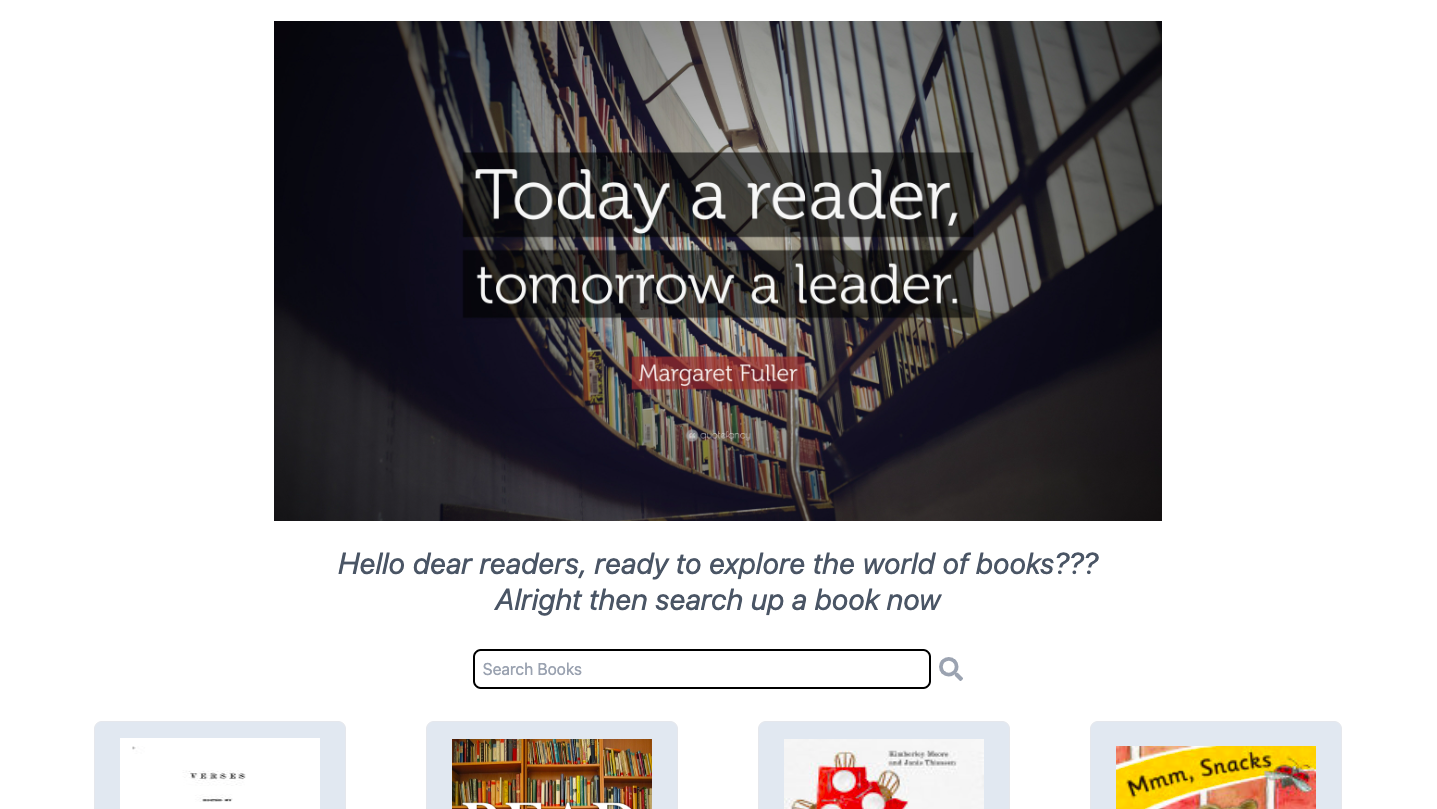 Today a reader,
tomorrow a leader.
Margaret Fuller
quotefancy
Hello dear readers, ready to explore the world of books???
Alright then search up a book now
Search Books
VERSES
READ
Kimberley Moore
and Janis Thiessen
Mmm, Snacks